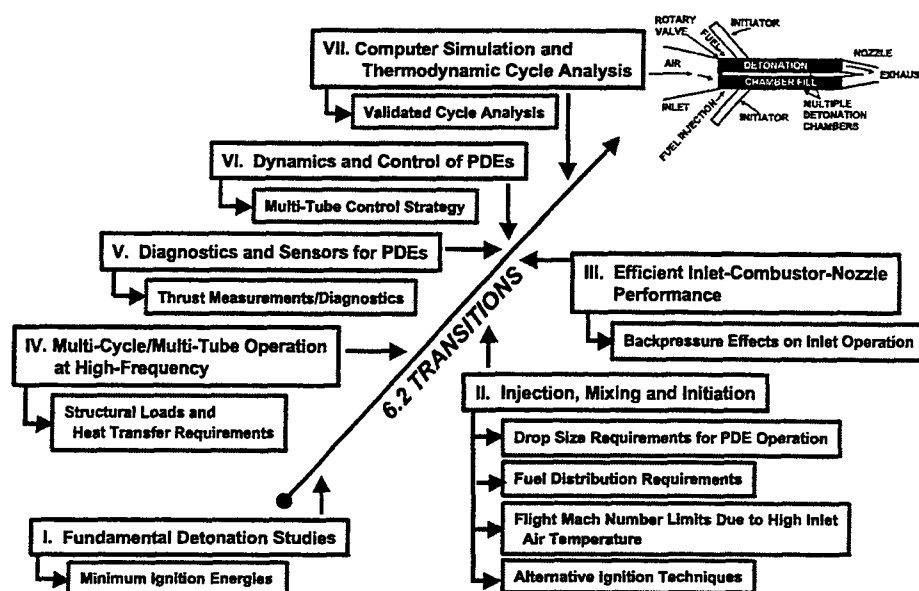 VII. Computer Simulation and
Thermodynamic Cycle Analysis
Validated Cycle Analysis
ROTARY
VALVE
INITIATOR
FUEL
AIR
DETONATION
CHAMBER FILL
NOZZLE
EXHAUS
INLET
FUEL INJECTION
INITIATOR
MULTIPLE
DETONATION
CHAMBERS
VI. Dynamics and Control of PDEs
Multi-Tube Control Strategy
V. Diagnostics and Sensors for PDEs
Thrust Measurements/Diagnostics
III. Efficient Inlet-Combustor-Nozzle
Performance
Backpressure Effects on Inlet Operation
IV. Multi-Cycle/Multi-Tube Operation
at High-Frequency
Structural Loads and
Heat Transfer Requirements
6.2 TRANSITIONS
II. Injection, Mixing and Initiation
Drop Size Requirements for PDE Operation
Fuel Distribution Requirements
Flight Mach Number Limits Due to High Inlet
Air Temperature
Alternative Ignition Techniques
I. Fundamental Detonation Studies
Minimum Ignition Energies